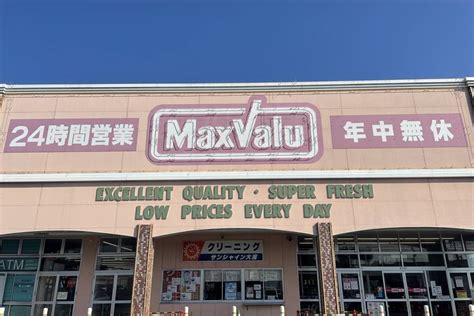 24時間営業
MaxValu
年中無休
EXCELLENT QUALITY · SUPER FRESH
LOW PRICES EVERY DAY
クリーニング
サンシャイン大屋
ATM